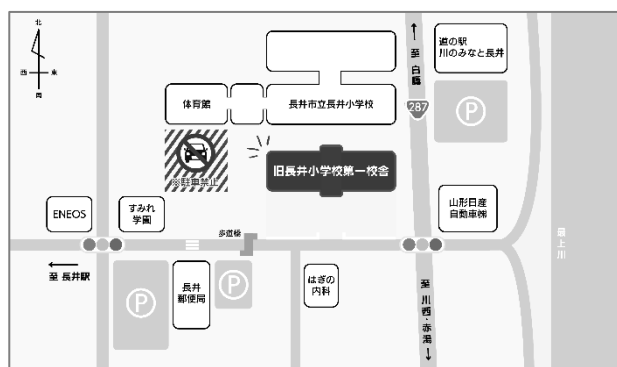 北
西 東
南
体育館
長井市立長井小学校
至 白鷹
287
道の駅
川のみなと長井
P
※駐車禁止
旧長井小学校第一校舎
ENEOS
すみれ
学園
歩道橋
山形日産
自動車㈱
最上川
至 長井駅
P
長井
郵便局
P
はぎの
内科
至 川西・赤湯